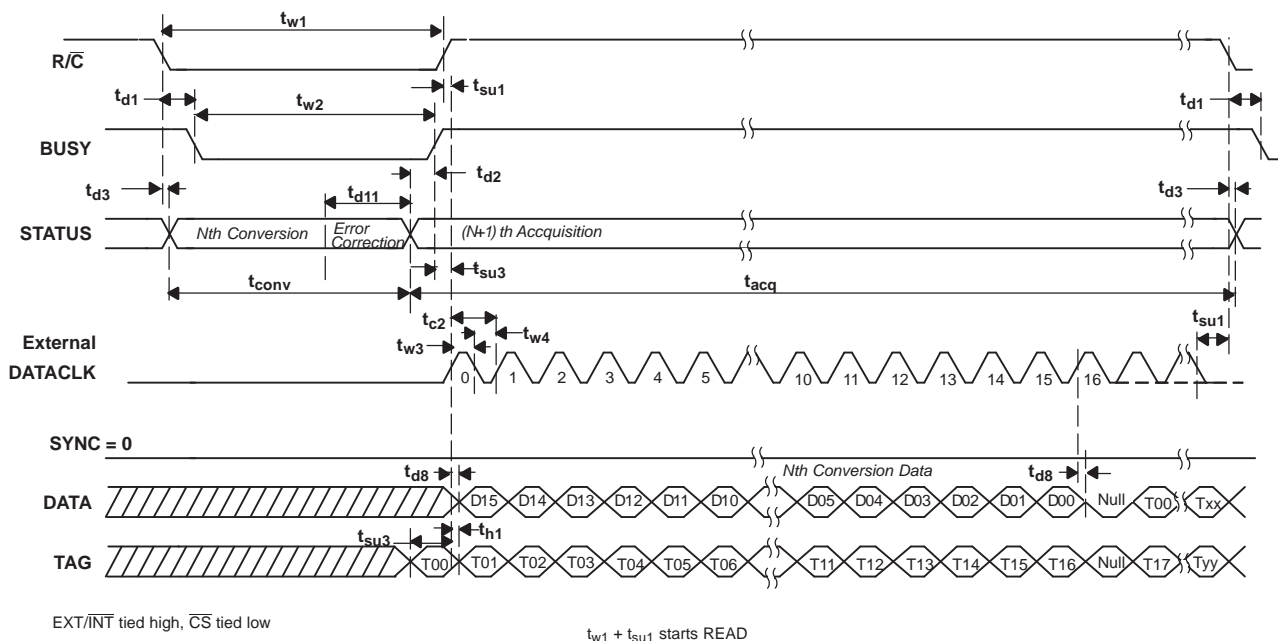 tw1
R/C
tsu1
td1
tw2
td1
BUSY
td2
td3
td11
td3
STATUS
Nth Conversion
Error
Correction
(N+1) th Accquisition
tsu3
tconv
tacq
tc2
tw4
tsu1
External
tw3
DATACLK
0 1 2 3 4 5 10 11 12 13 14 15 16
SYNC = 0
td8
Nth Conversion Data
td8
DATA
D15 D14 D13 D12 D11 D10 D05 D04 D03 D02 D01 D00 Null T00 Txx
tsu3
th1
TAG
T00 T01 T02 T03 T04 T05 T06 T11 T12 T13 T14 T15 T16 Null T17 Tyy
EXT/INT tied high, CS tied low
tw1 + tsu1 starts READ